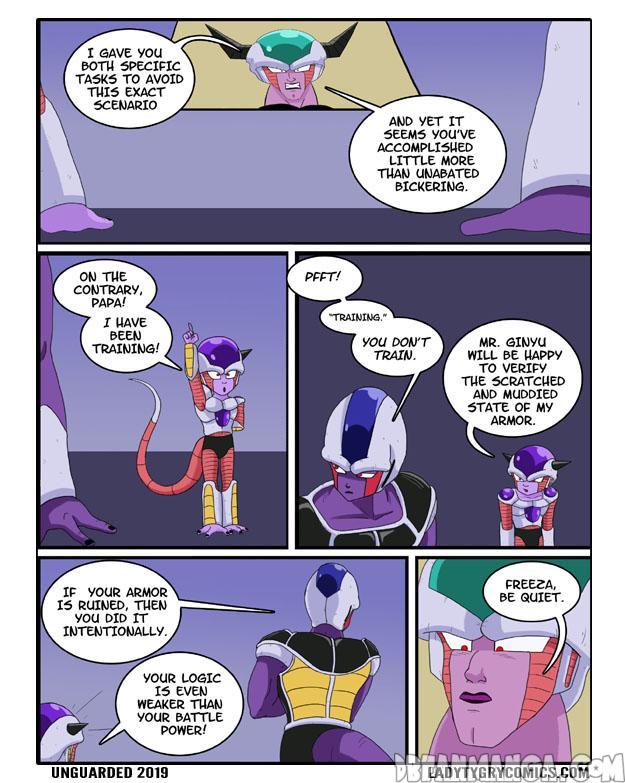 I GAVE YOU
BOTH SPECIFIC
TASKS TO AVOID
THIS EXACT
SCENARIO
AND YET IT
SEEMS YOU'VE
ACCOMPLISHED
LITTLE MORE
THAN UNABATED
BICKERING.
ON THE
CONTRARY,
PAPA!
I HAVE
BEEN
TRAINING!
PFFT!
"TRAINING."
YOU DON'T
TRAIN.
MR. GINYU
WILL BE HAPPY
TO VERIFY
THE SCRATCHED
AND MUDDIED
STATE OF MY
ARMOR.
IF YOUR ARMOR
IS RUINED, THEN
YOU DID IT
INTENTIONALLY.
YOUR LOGIC
IS EVEN
WEAKER THAN
YOUR BATTLE
POWER!
FREEZA,
BE QUIET.
UNGUARDED 2019
LADYTYGRYCOMICS.COM
DBFANMANGA.COM